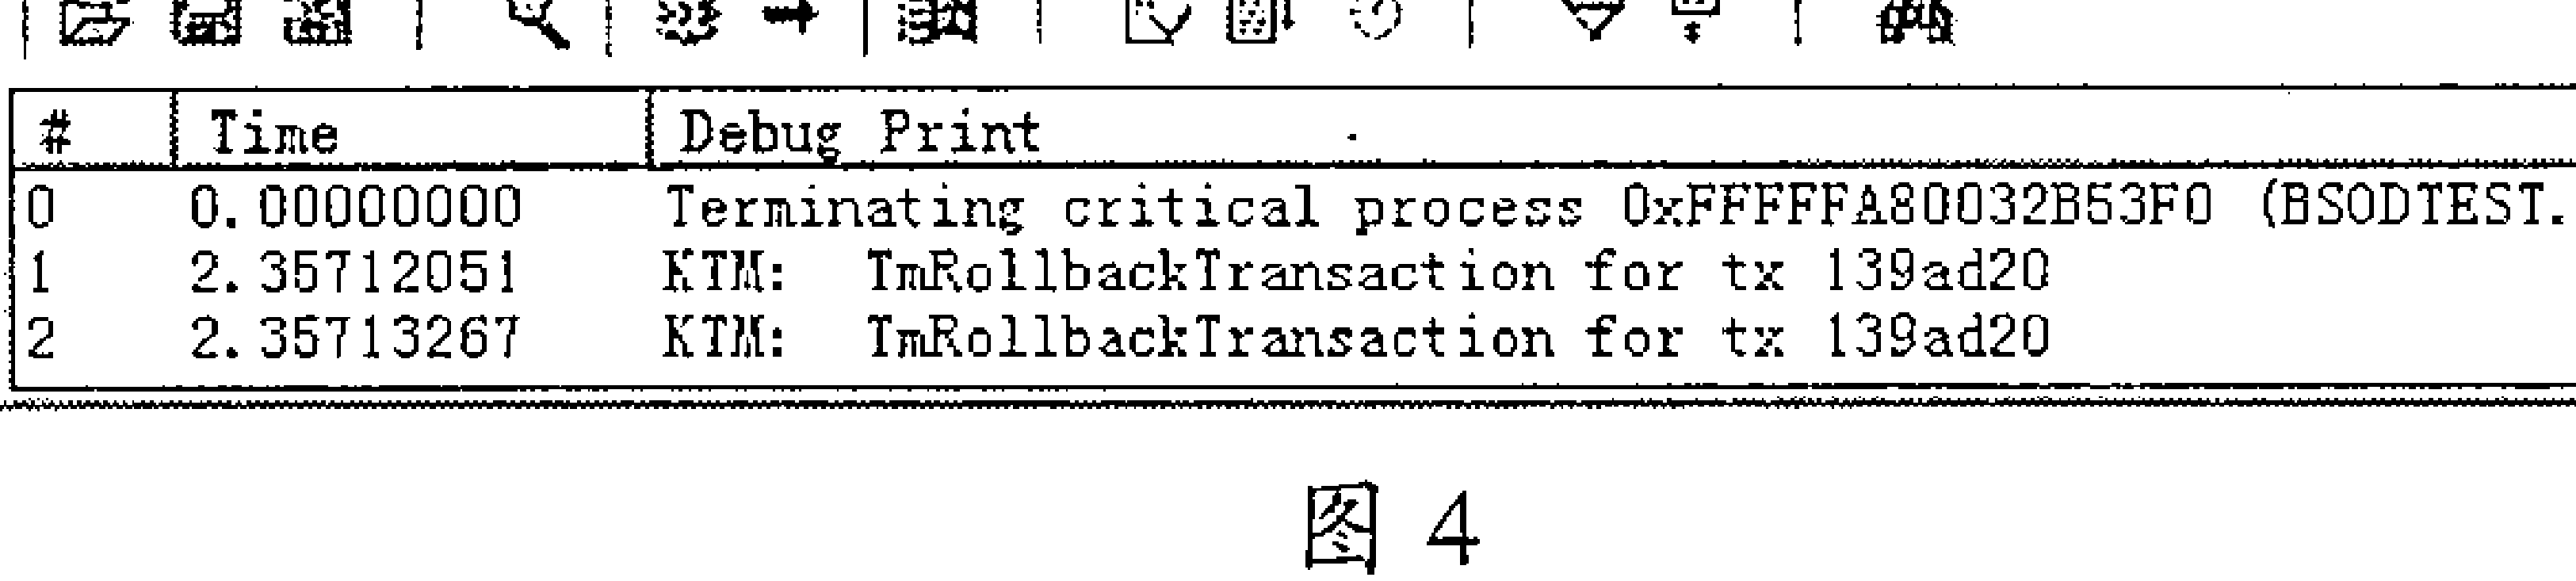 # Time Debug Print
0 0.00000000 Terminating critical process 0xFFFFFA80032B53F0 (BSODTEST.
1 2.35712051 KTM: TmRollbackTransaction for tx 139ad20
2 2.35713267 KTM: TmRollbackTransaction for tx 139ad20
图 4